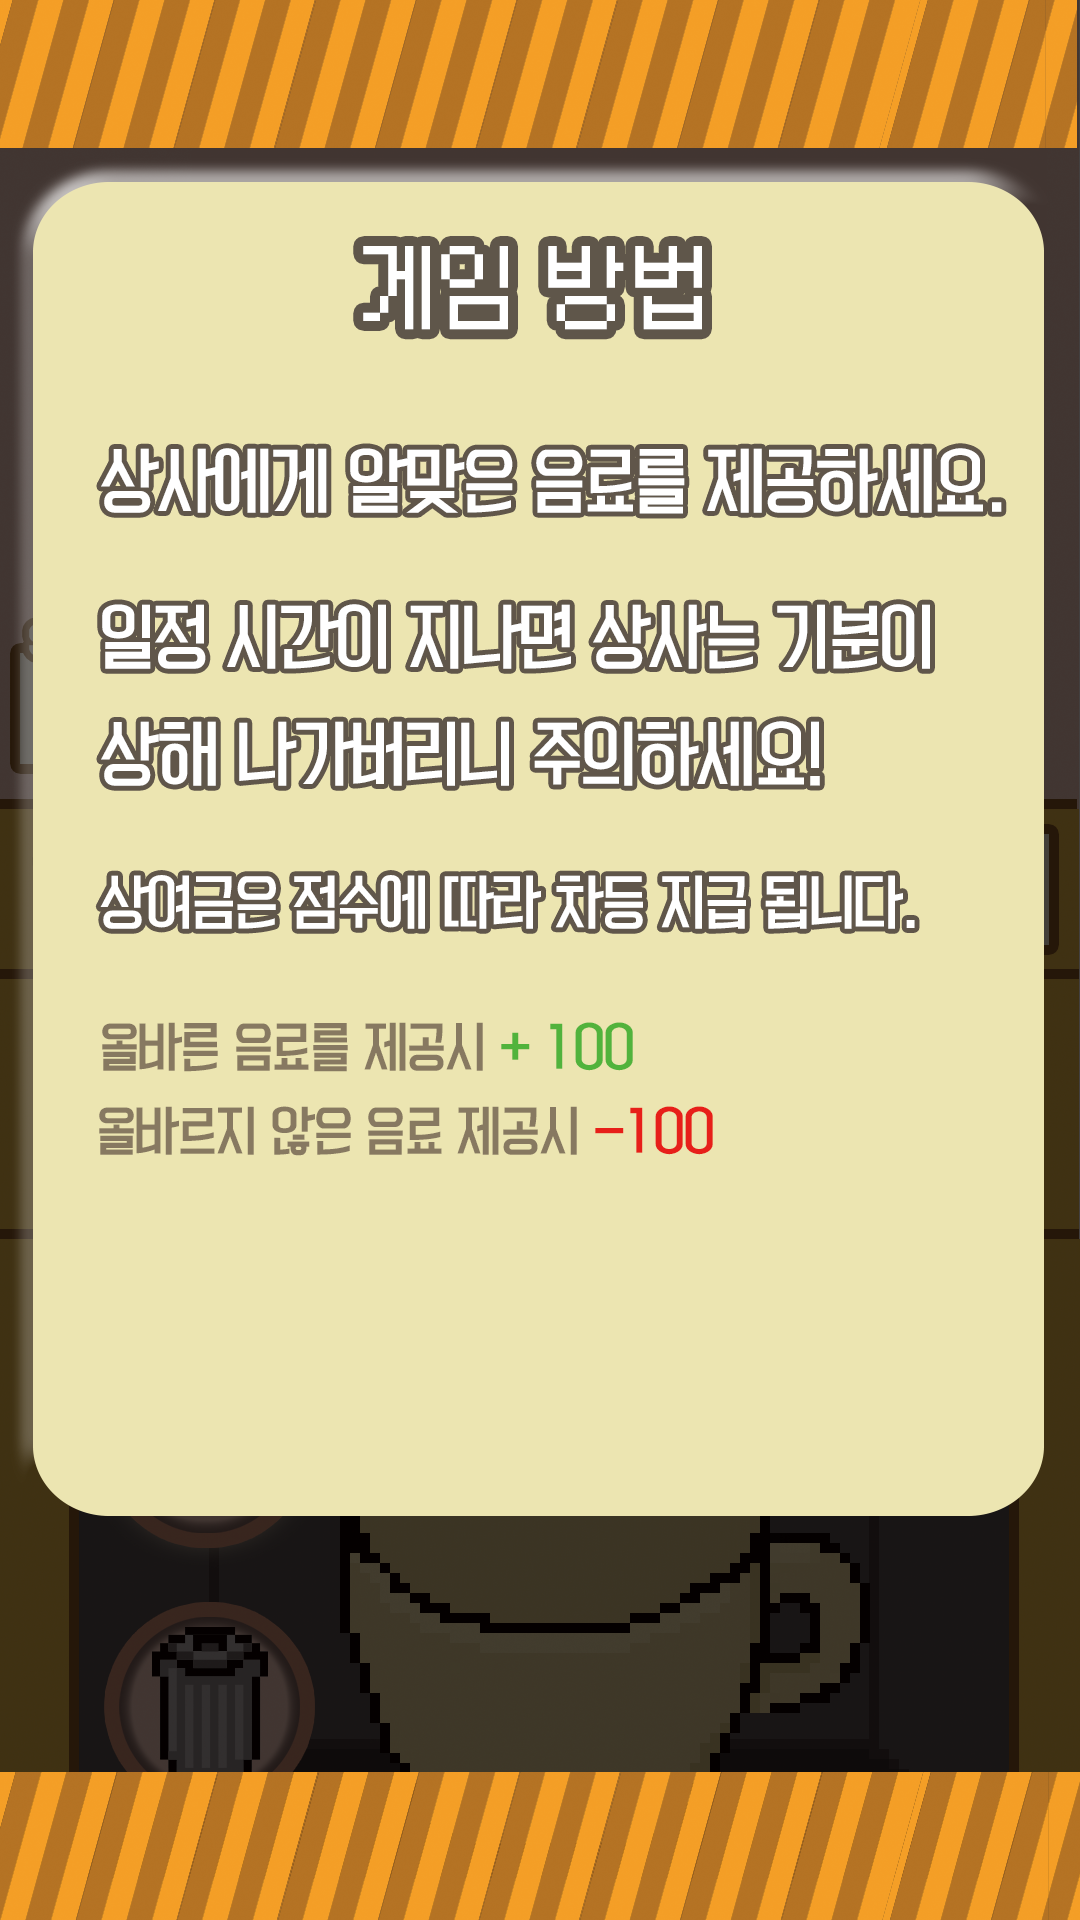 게임 방법
상사에게 알맞은 음료를 제공하세요.
일정 시간이 지나면 상사는 기분이
상해 나가버리니 주의하세요!
상여금은 점수에 따라 차등 지급 됩니다.
올바른 음료를 제공시 + 100
올바르지 않은 음료 제공시 -100